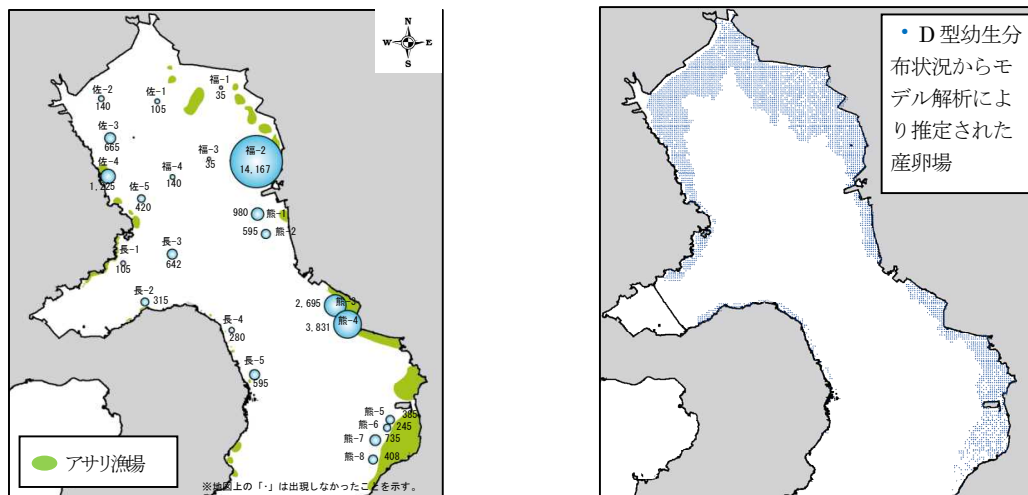 N
W E
S
福-1
35
佐-2
140
佐-1
105
佐-3
665
福-3
35
福-2
14,167
佐-4
1,225
福-4
140
佐-5
420
980 熊-1
595 熊-2
長-1
105
長-3
642
長-2 315
2,695 熊-3
長-4
280
3,831 熊-4
長-5
595
熊-5 385
熊-6 245
熊-7 735
熊-8 408
アサリ漁場
※地図上の「・」は出現しなかったことを示す。
・D 型幼生分
布状況からモ
デル解析によ
り推定された
産卵場